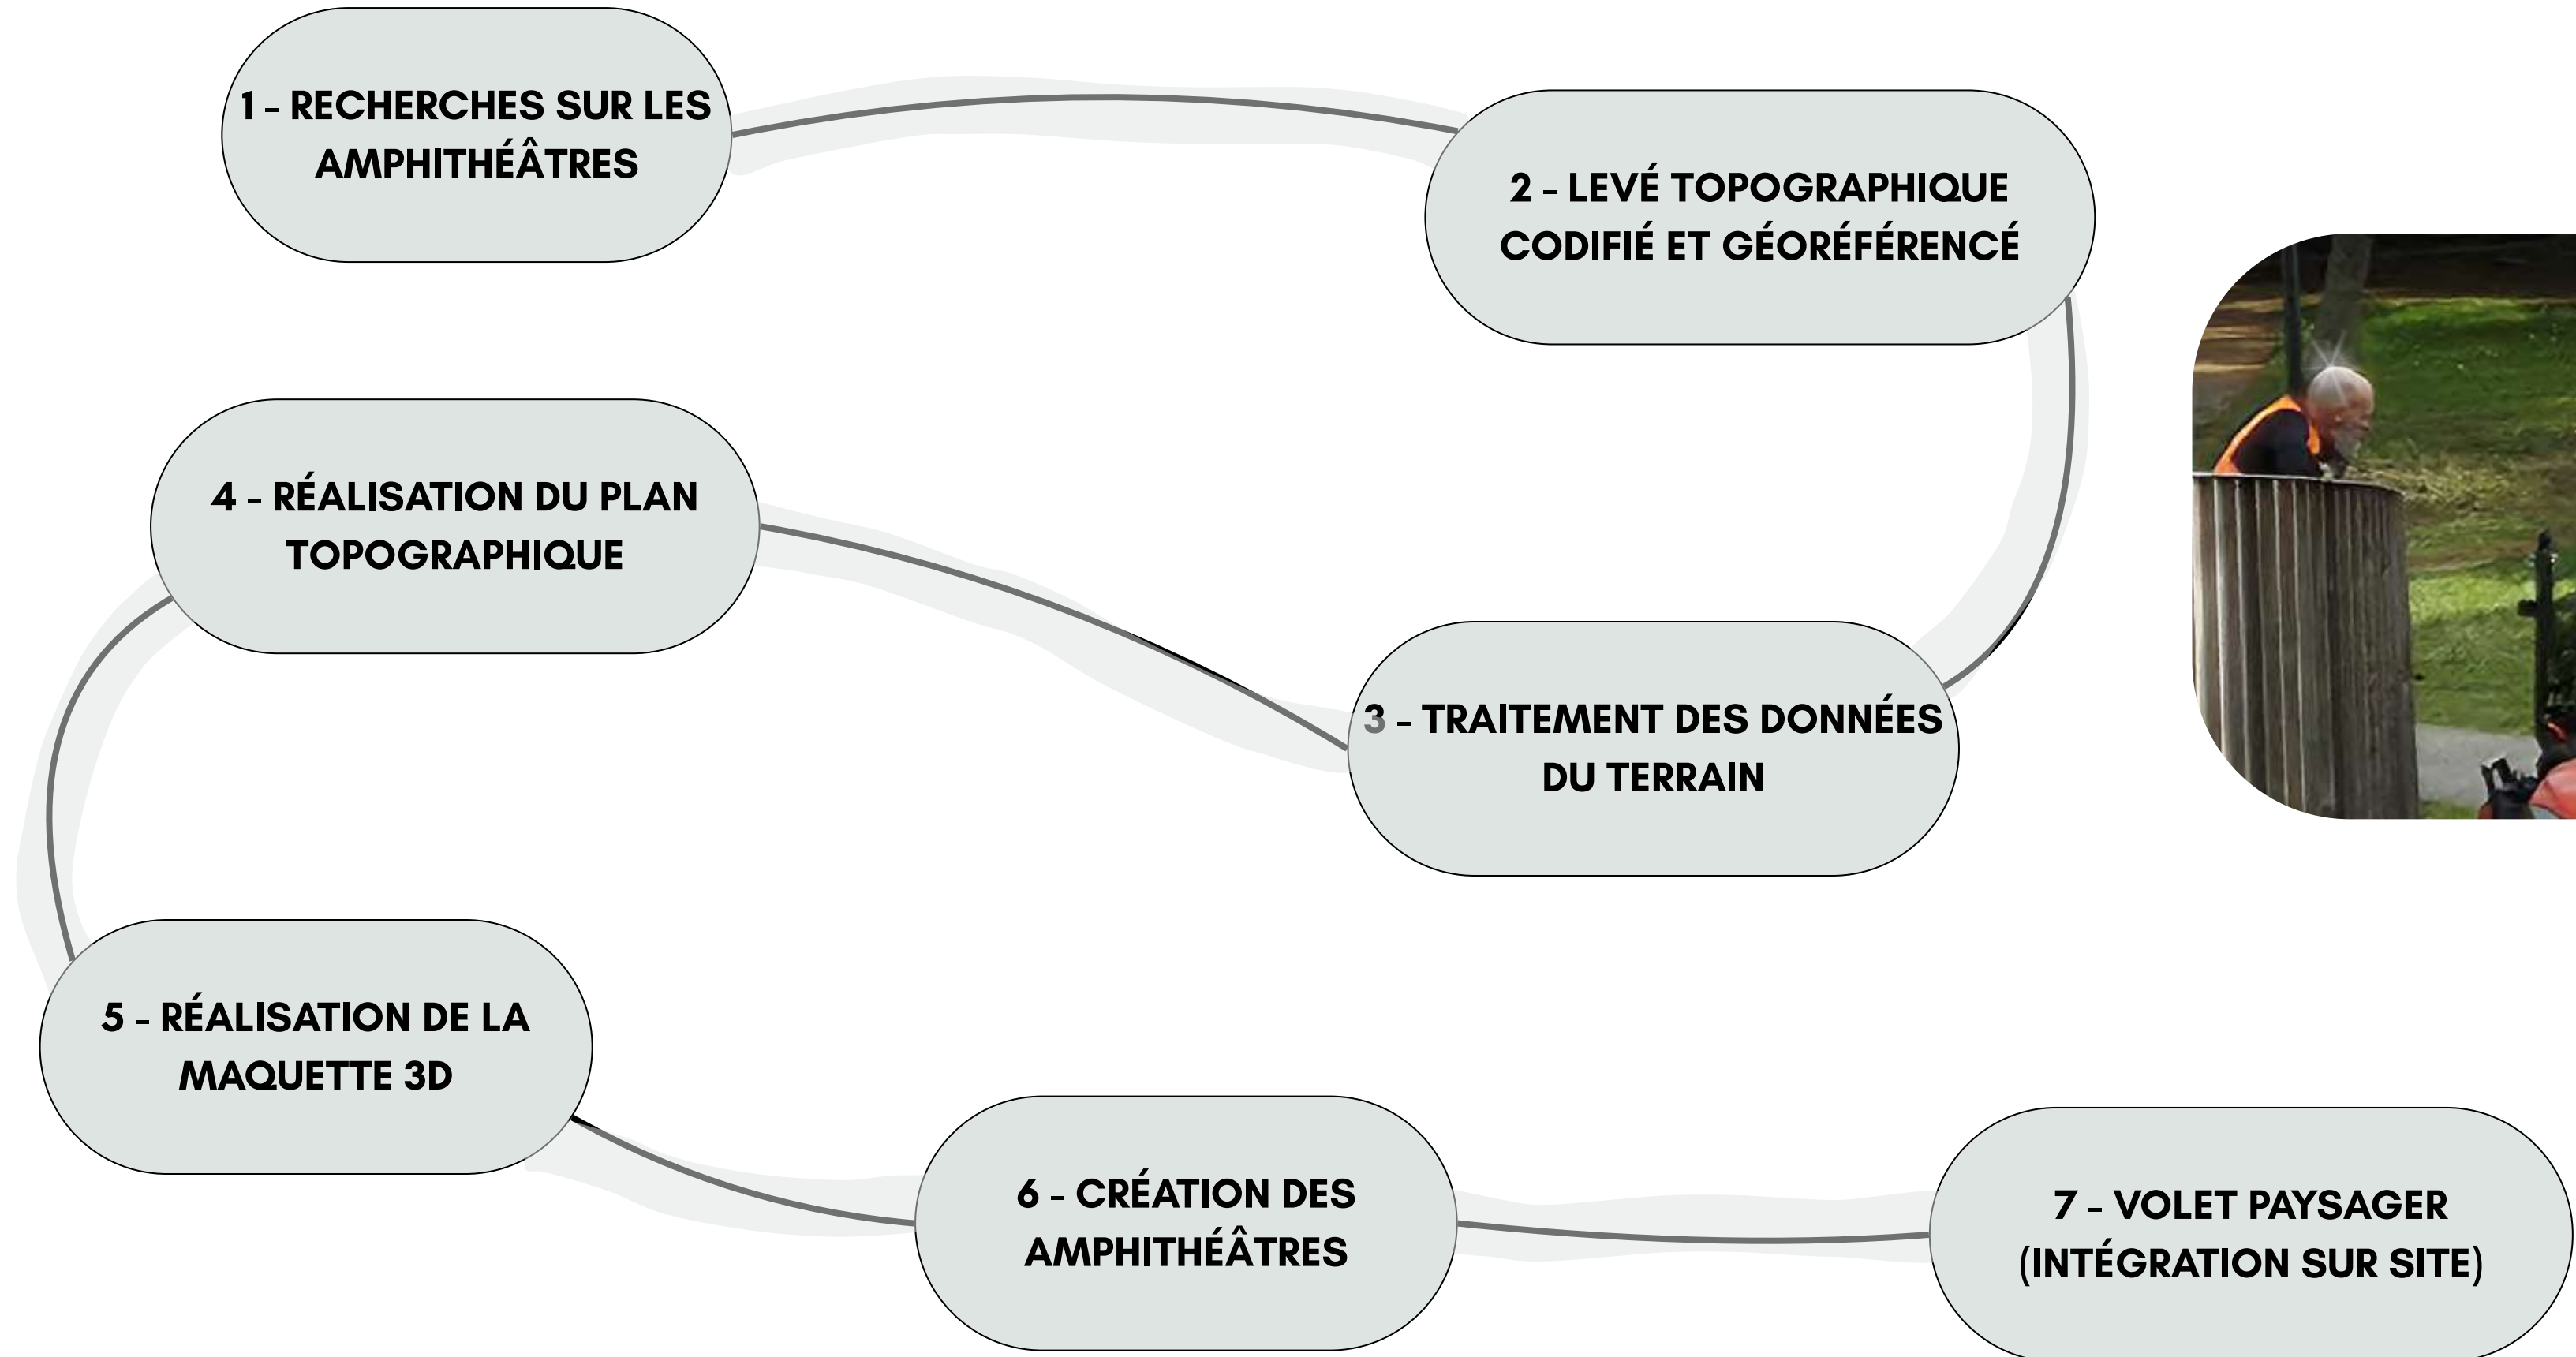 1 - RECHERCHES SUR LES
AMPHITHÉÂTRES
2 - LEVÉ TOPOGRAPHIQUE
CODIFIÉ ET GÉORÉFÉRENCÉ
3 - TRAITEMENT DES DONNÉES
DU TERRAIN
4 - RÉALISATION DU PLAN
TOPOGRAPHIQUE
5 - RÉALISATION DE LA
MAQUETTE 3D
6 - CRÉATION DES
AMPHITHÉÂTRES
7 - VOLET PAYSAGER
(INTÉGRATION SUR SITE)